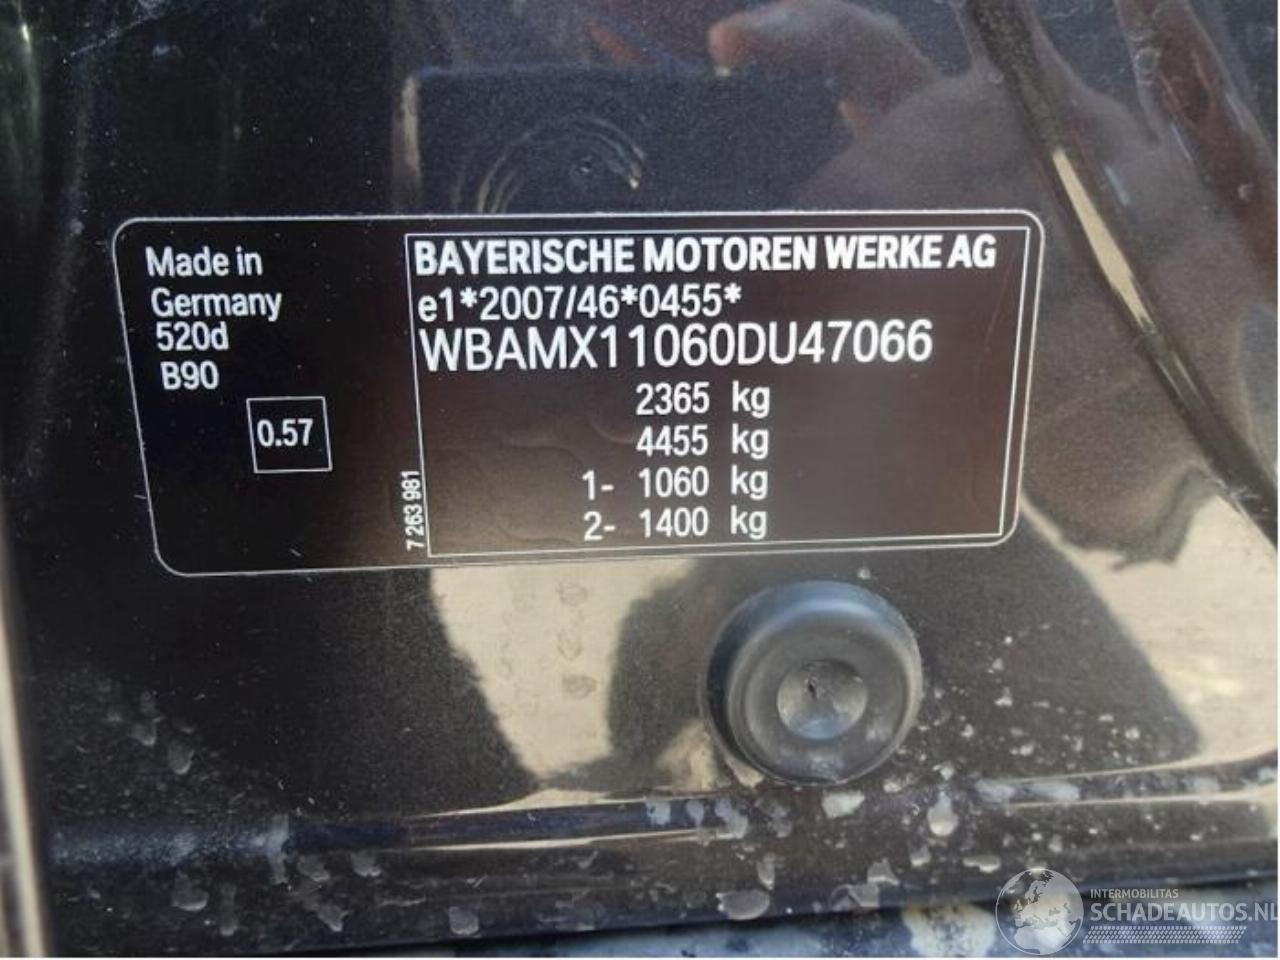 Made in
Germany
520d
B90
0.57
7 263 981
BAYERISCHE MOTOREN WERKE AG
e1*2007/46*0455*
WBAMX11060DU47066
2365 kg
4455 kg
1- 1060 kg
2- 1400 kg
INTERMOBILITAS
SCHADEAUTOS.NL